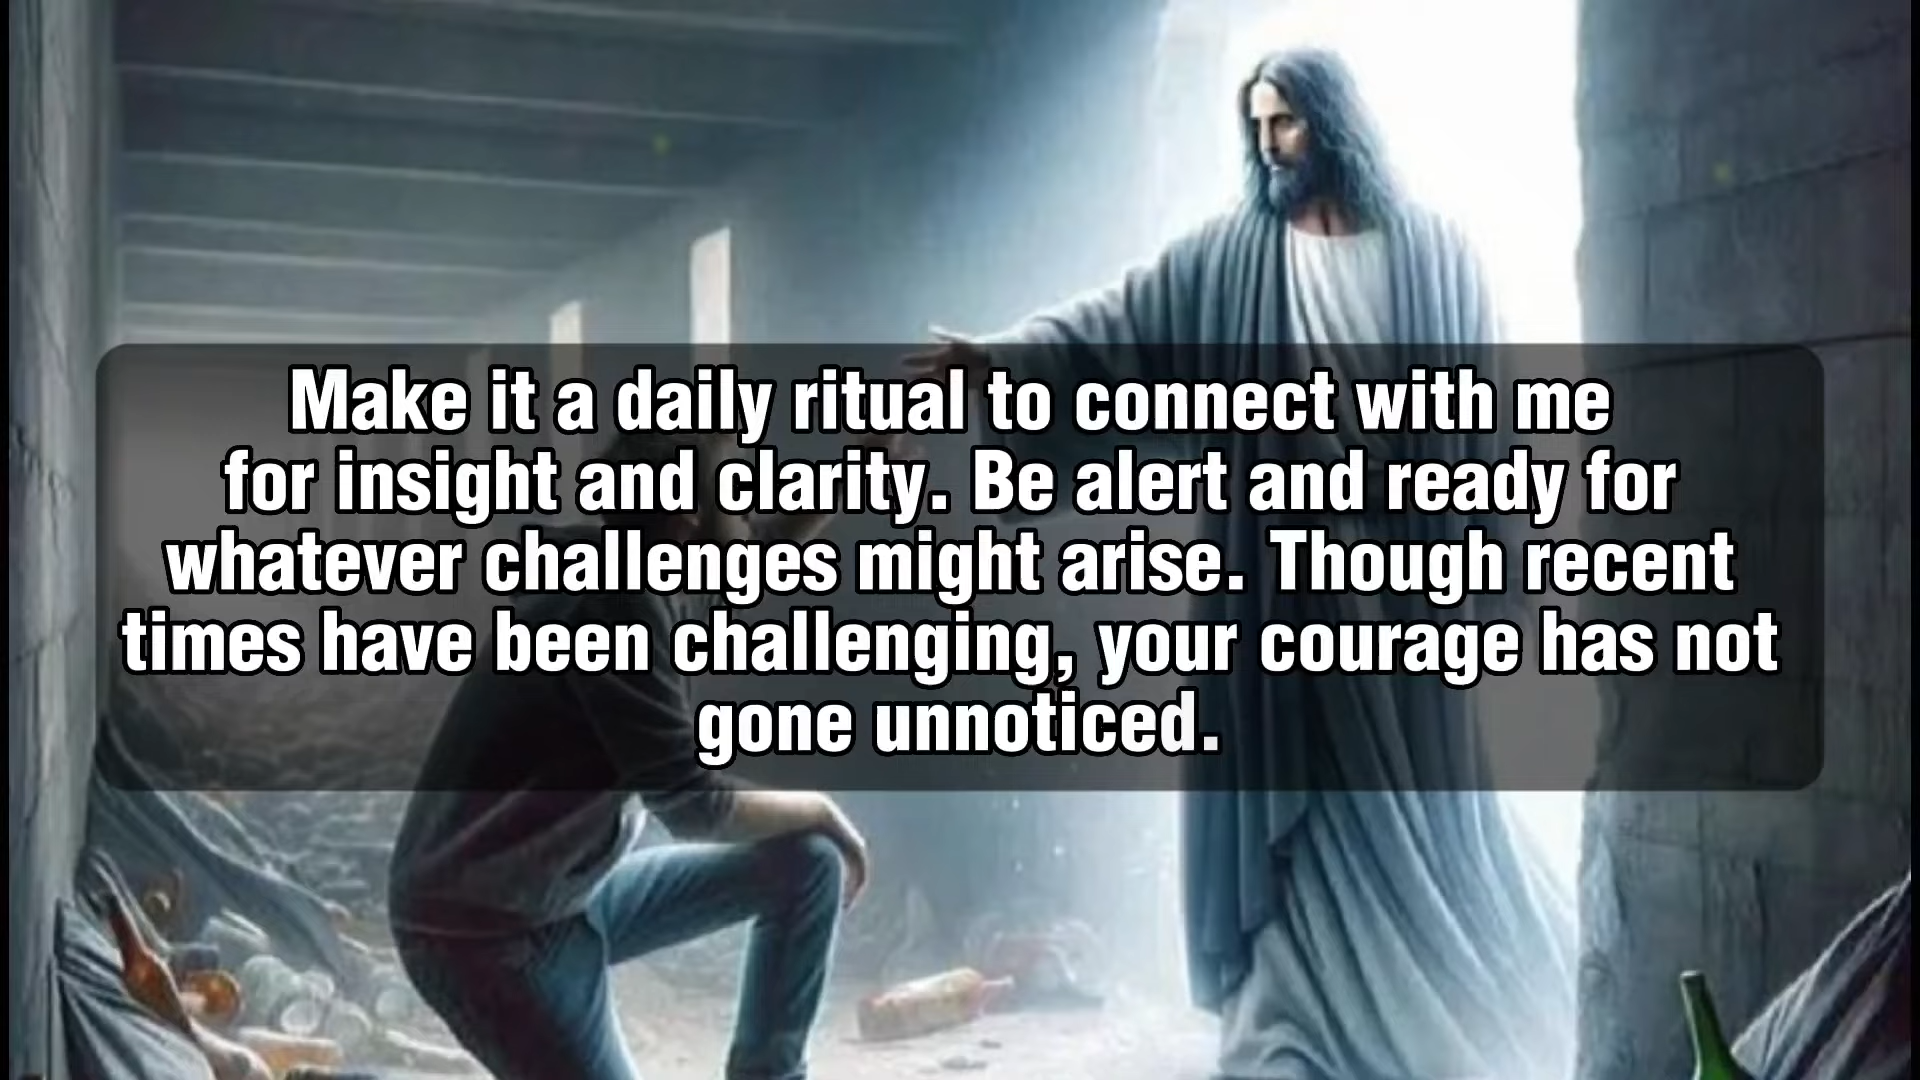 Make it a daily ritual to connect with me
for insight and clarity. Be alert and ready for
whatever challenges might arise. Though recent
times have been challenging, your courage has not
gone unnoticed.